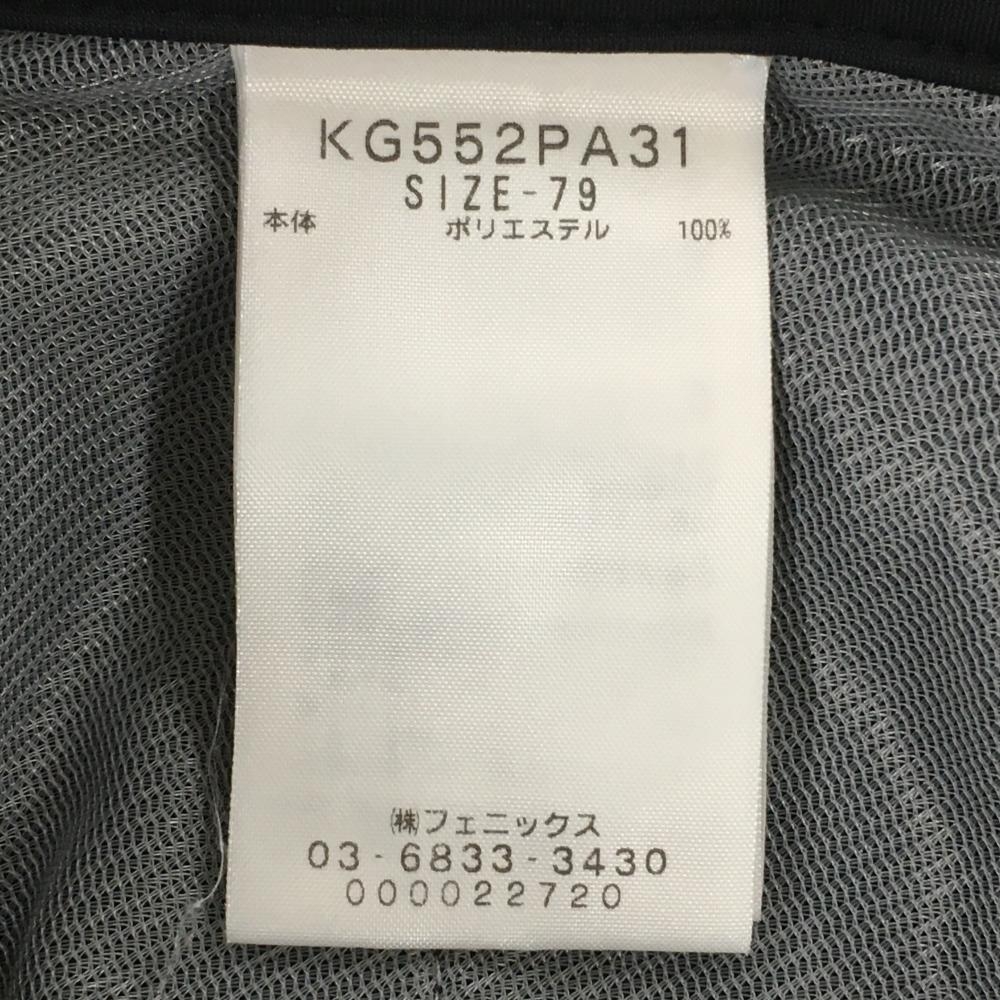 KG552PA31
SIZE-79
本体 ポリエステル 100%
㈱フェニックス
03-6833-3430
000022720